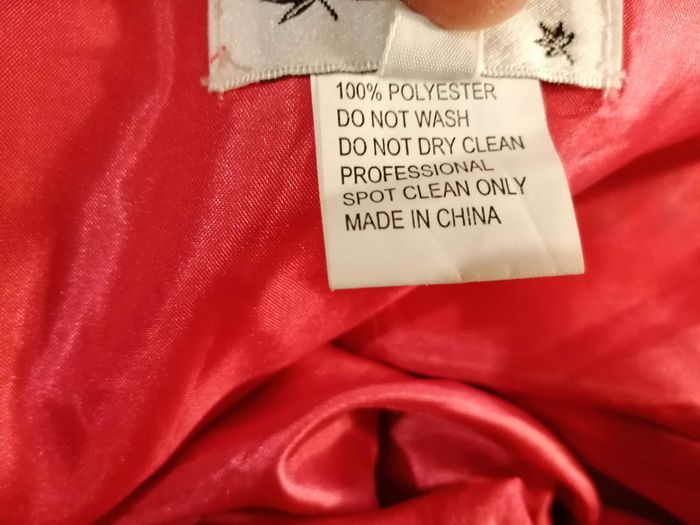 100% POLYESTER
DO NOT WASH
DO NOT DRY CLEAN
PROFESSIONAL
SPOT CLEAN ONLY
MADE IN CHINA